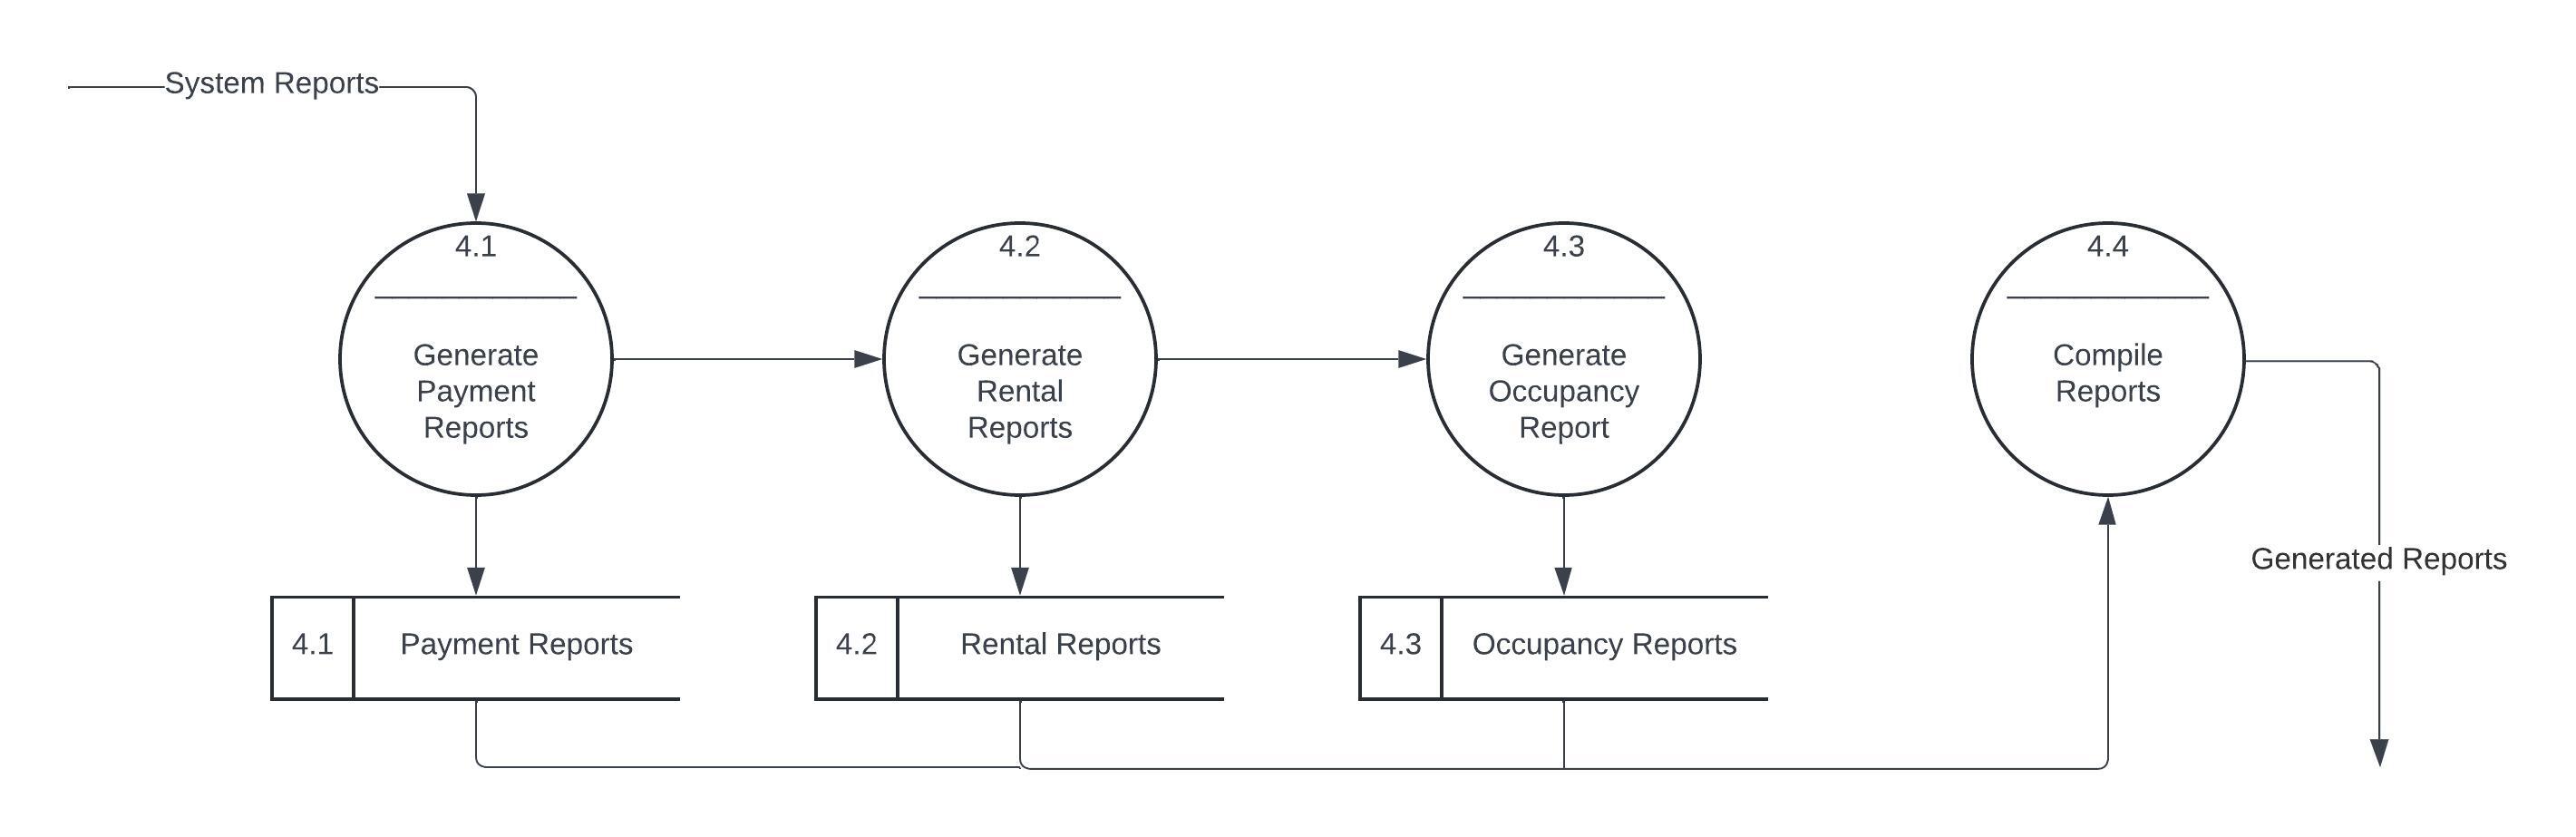 System Reports
4.1
Generate
Payment
Reports
4.2
Generate
Rental
Reports
4.3
Generate
Occupancy
Report
4.4
Compile
Reports
Generated Reports
4.1
Payment Reports
4.2
Rental Reports
4.3
Occupancy Reports